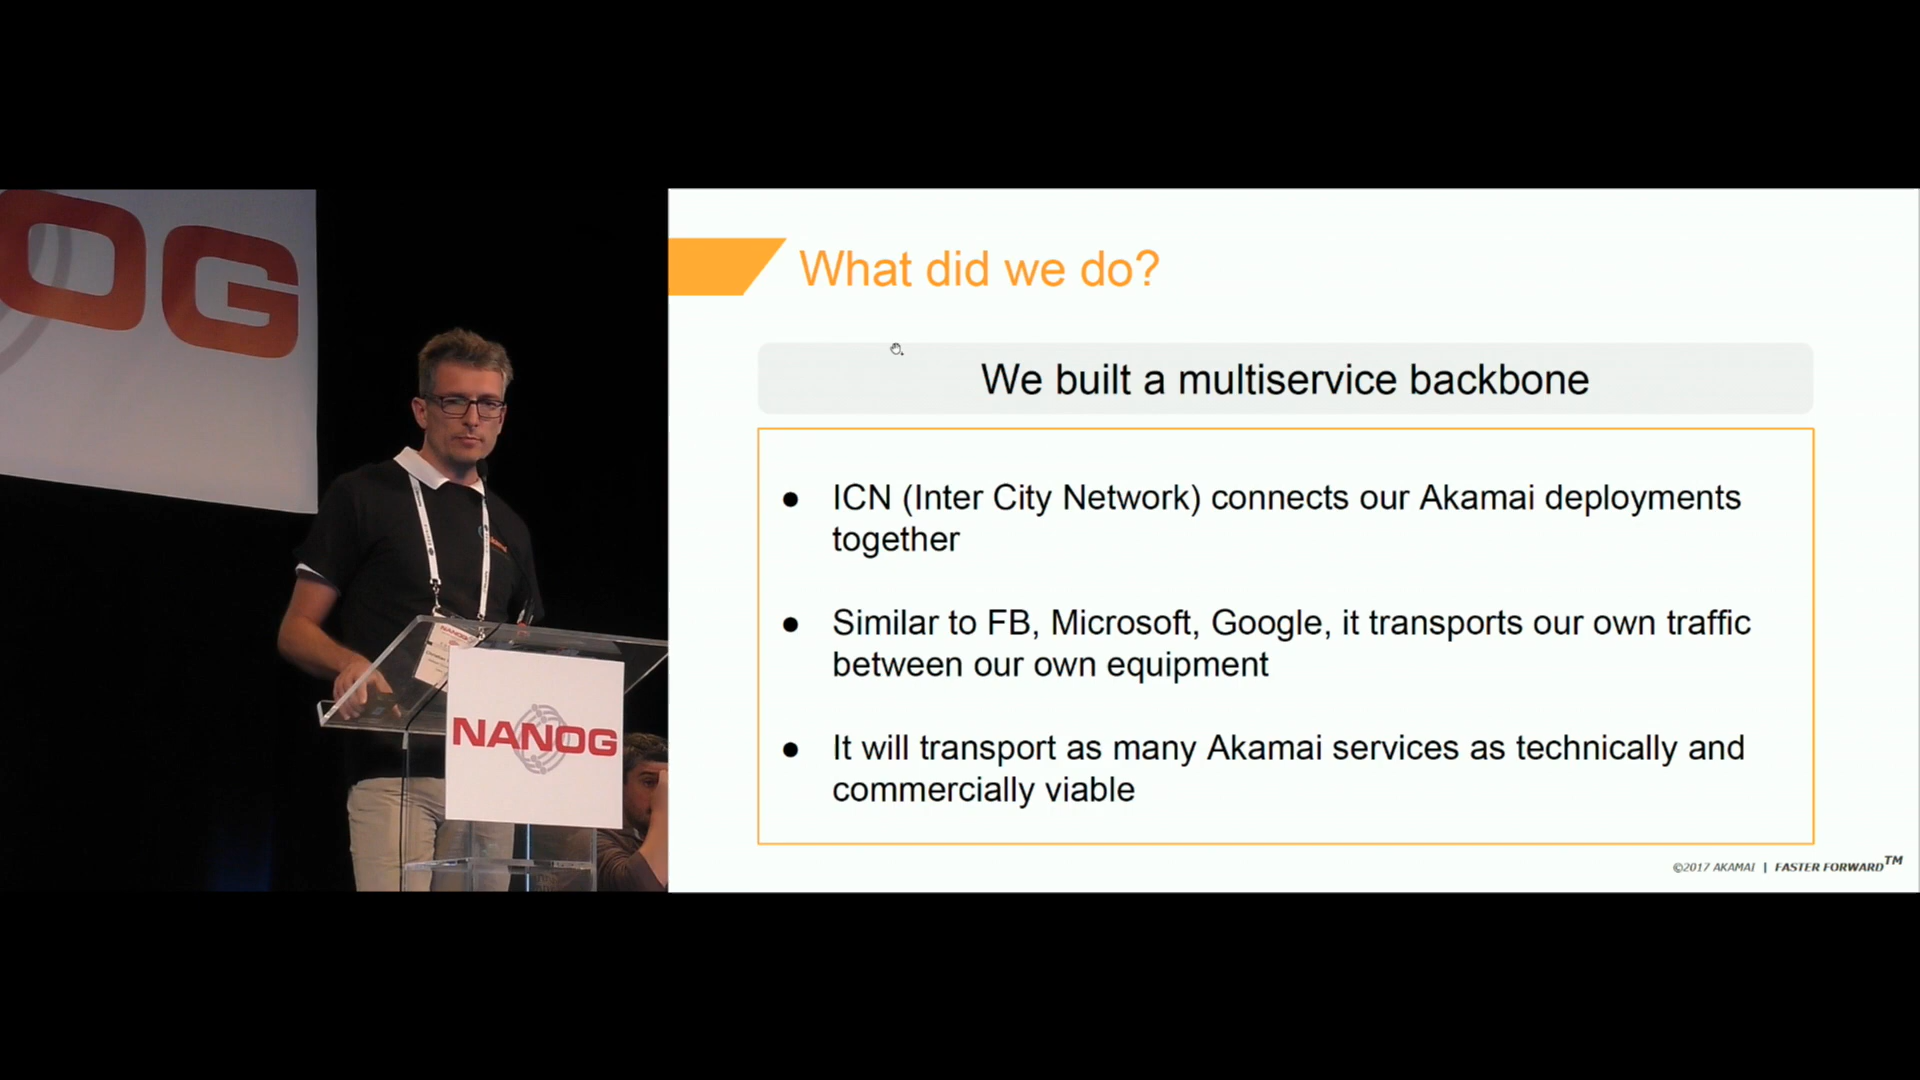 OG
NANOG
What did we do?
We built a multiservice backbone
● ICN (Inter City Network) connects our Akamai deployments
together
● Similar to FB, Microsoft, Google, it transports our own traffic
between our own equipment
● It will transport as many Akamai services as technically and
commercially viable
©2017 AKAMAI | FASTER FORWARD™